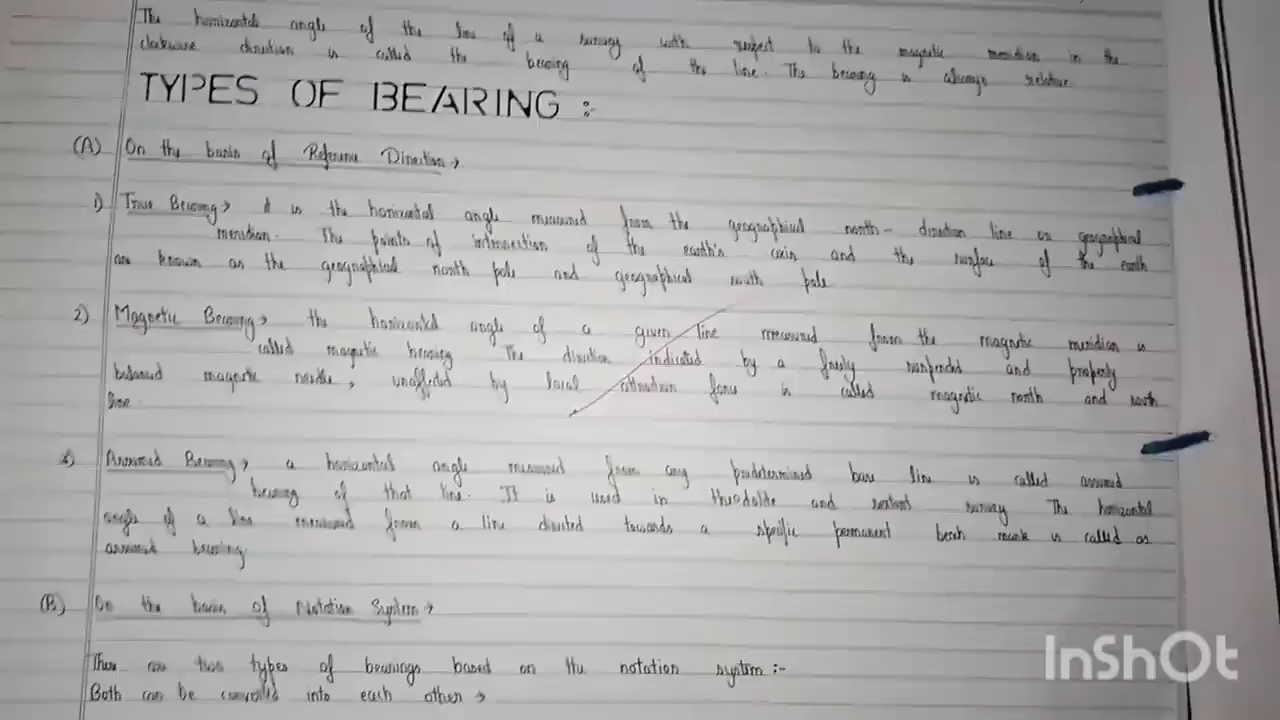 The horizontal angle of the line of a survey with respect to the magnetic meridian in the
clockwise direction is called the bearing of the line. The bearing is always relative
TYPES OF BEARING :-
(A) On the basis of Reference Direction →
1) True Bearing → it is the horizontal angle measured from the geographical north - direction line or geographical
meridian. The points of intersection of the earth's axis and the surface of the earth
are known as the geographical north pole and geographical south pole
2) Magnetic Bearing → the horizontal angle of a given line measured from the magnetic meridian is
called magnetic bearing The direction indicated by a freely suspended and properly
balanced magnetic needle, unaffected by local attraction force is called magnetic north and south
line.
Assumed Bearing → a horizontal angle measured from any predetermined base line is called assumed
bearing of that line. It is used in and sextant survey The horizontal
angle of a line measured from a line directed towards a specific permanent bench mark is called as
assumed bearing
(B) On the basis of Notation System →
There are two types of bearings based on the notation system :-
Both can be converted into each other →
InShOt